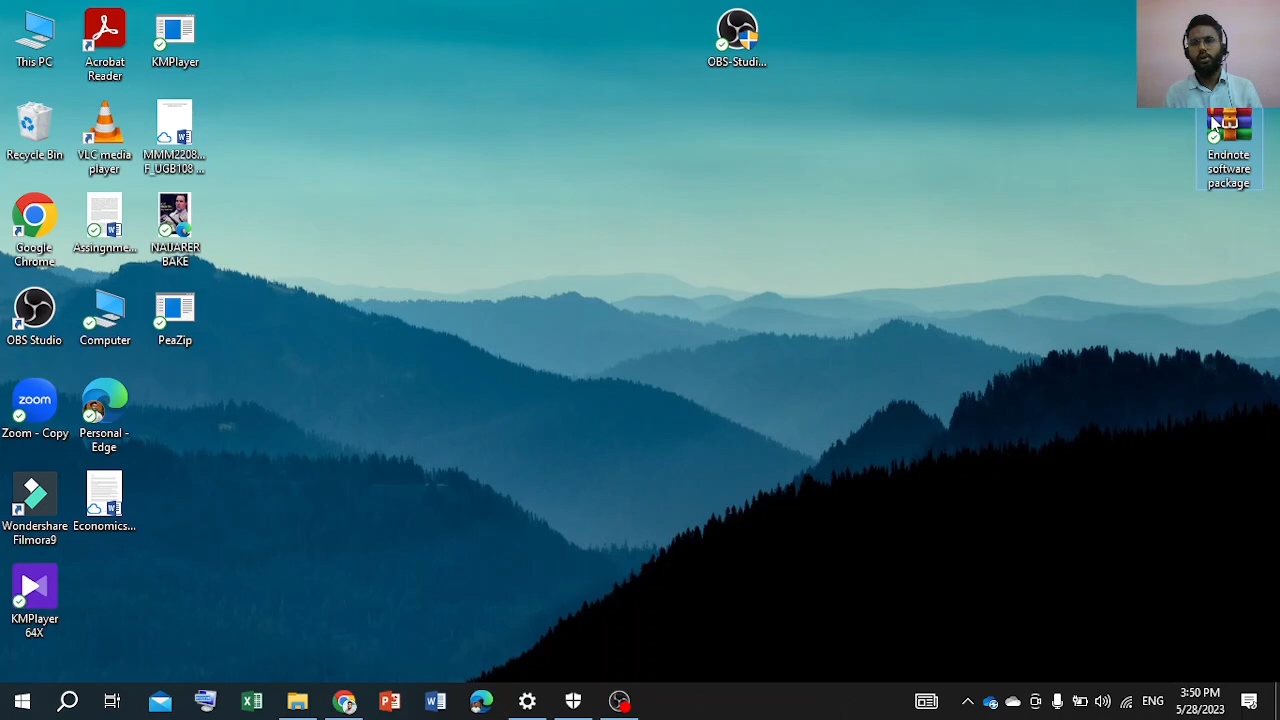 This PC
Acrobat
Reader
KMPlayer
OBS-Studi...
Recycle Bin
VLC media
player
MMM2208...
F_UGB108 ...
Endnote
software
package
Google
Chrome
Assingnme...
NAIJARER
BAKE
OBS Studio
Computer
PeaZip
zoom
Zoom - Copy
Personal -
Edge
Wondershare
Filmora9
Economics...
KMPlayer
64X
ENG
3:50 PM
5/28/2023